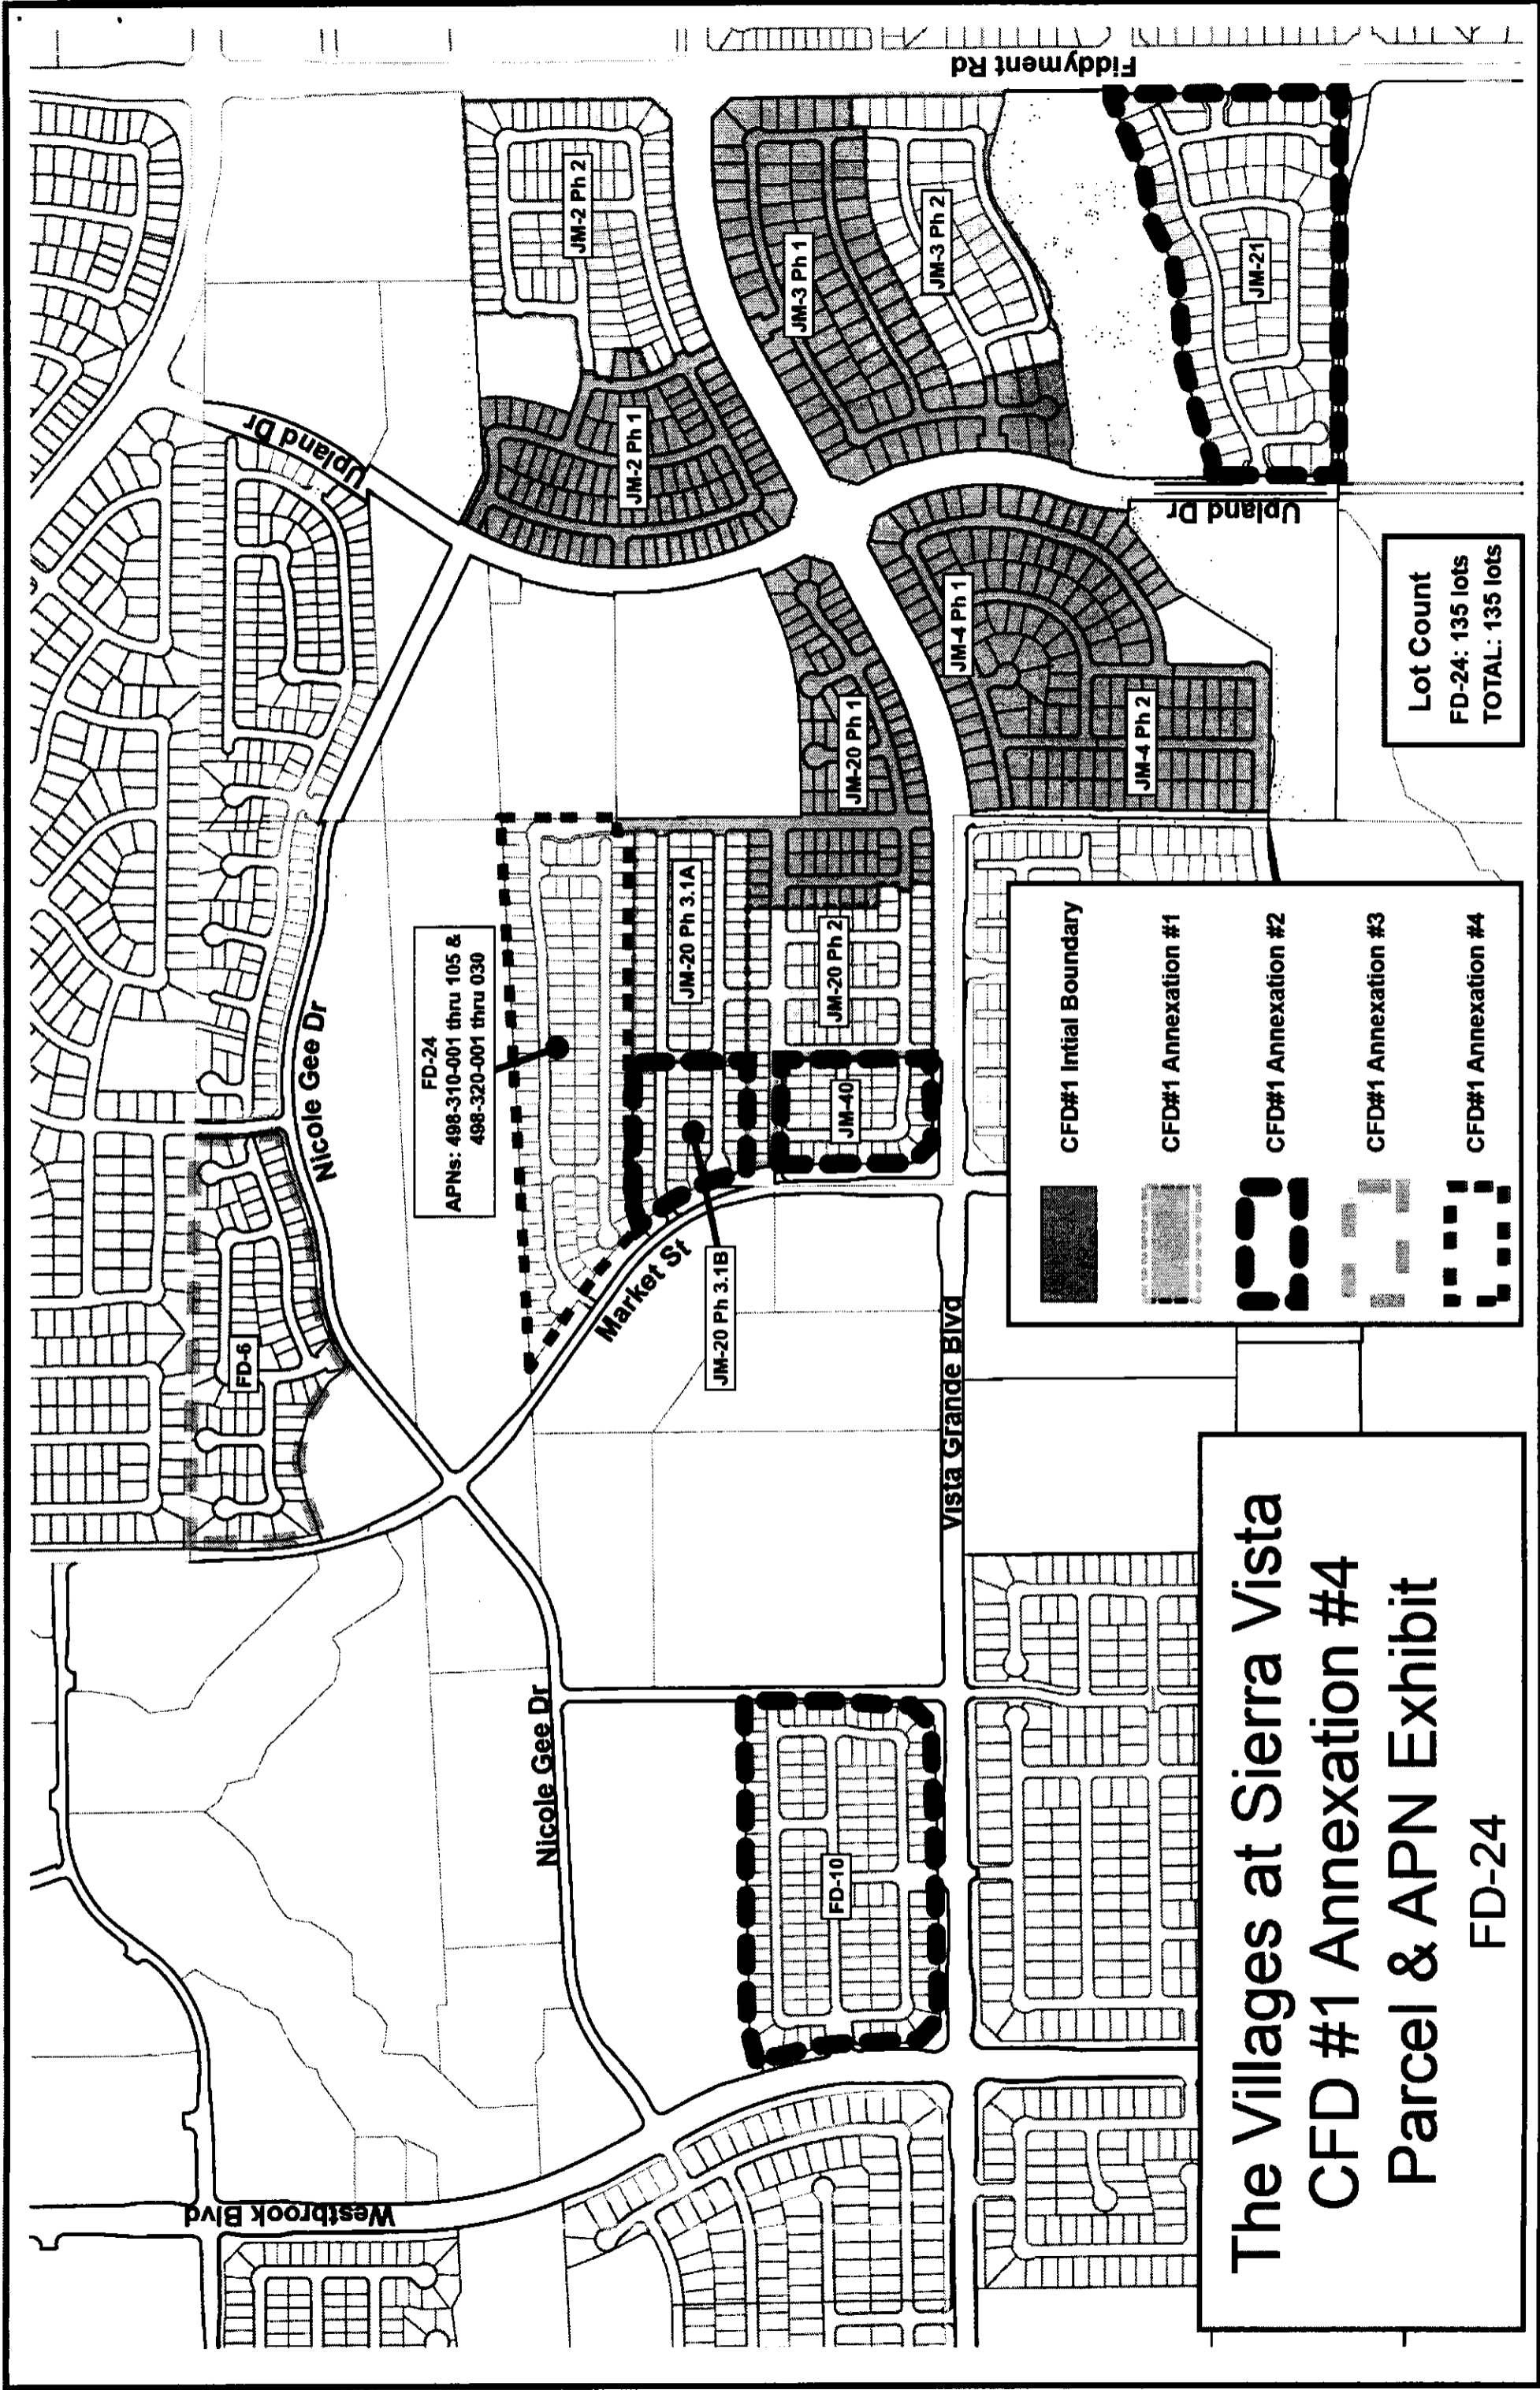 Fiddyment Rd
JM-2 Ph 2
JM-3 Ph 1
JM-3 Ph 2
JM-21
Upland Dr
JM-2 Ph 1
Upland Dr
JM-4 Ph 1
JM-20 Ph 1
JM-4 Ph 2
Lot Count
FD-24: 135 lots
TOTAL: 135 lots
Nicole Gee Dr
FD-24
APNs: 498-310-001 thru 105 &
498-320-001 thru 030
JM-20 Ph 3.1A
JM-20 Ph 2
JM-40
Market St
JM-20 Ph 3.1B
FD-6
Vista Grande Blvd
CFD#1 Intial Boundary
CFD#1 Annexation #1
CFD#1 Annexation #2
CFD#1 Annexation #3
CFD#1 Annexation #4
Nicole Gee Dr
FD-10
Westbrook Blvd
The Villages at Sierra Vista
CFD #1 Annexation #4
Parcel & APN Exhibit
FD-24